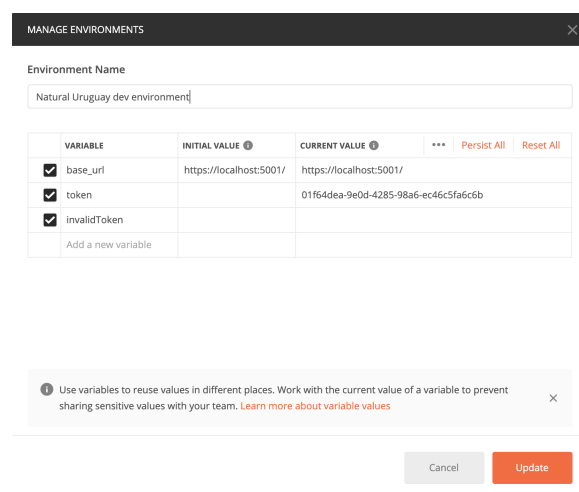 MANAGE ENVIRONMENTS
Environment Name
Natural Uruguay dev environment
VARIABLE INITIAL VALUE CURRENT VALUE ••• Persist All Reset All
base_url https://localhost:5001/ https://localhost:5001/
token 01f64dea-9e0d-4285-98a6-ec46c5fa6c6b
invalidToken
Add a new variable
Use variables to reuse values in different places. Work with the current value of a variable to prevent
sharing sensitive values with your team. Learn more about variable values
Cancel Update